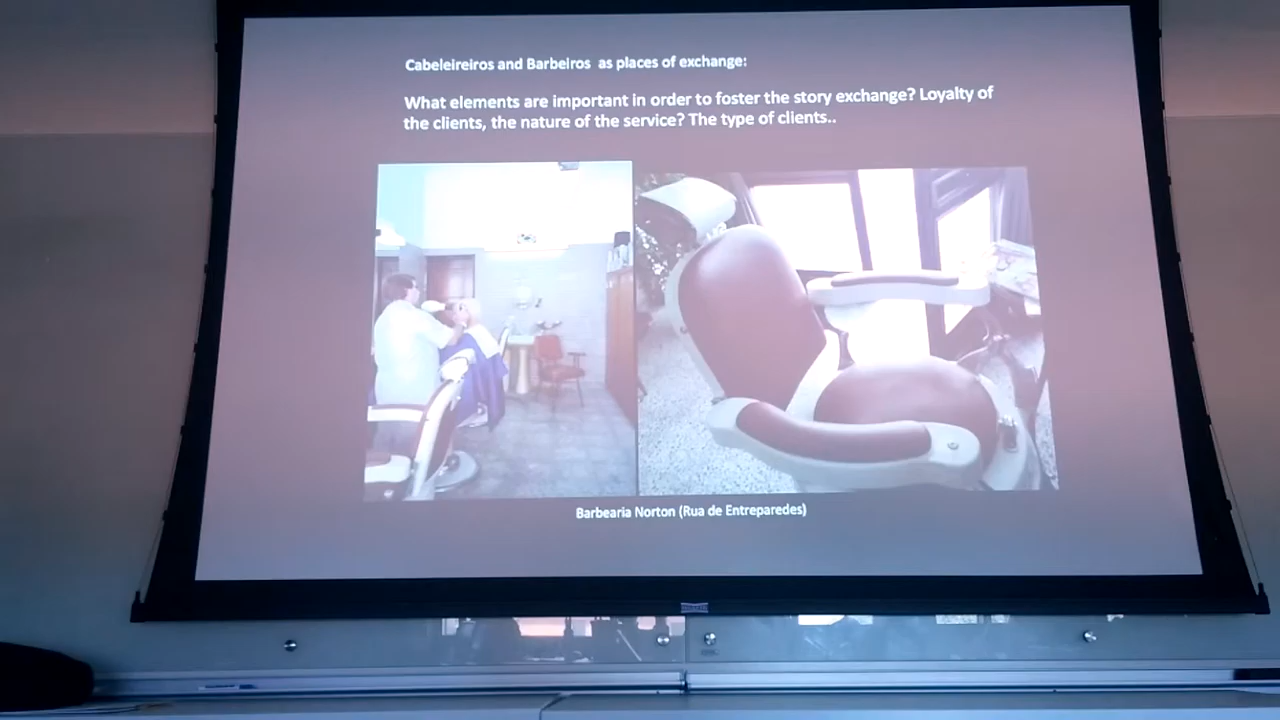 Cabeleireiros and Barbeiros as places of exchange:
What elements are important in order to foster the story exchange? Loyalty of
the clients, the nature of the service? The type of clients..
Barbearia Norton (Rua de Entreparedes)